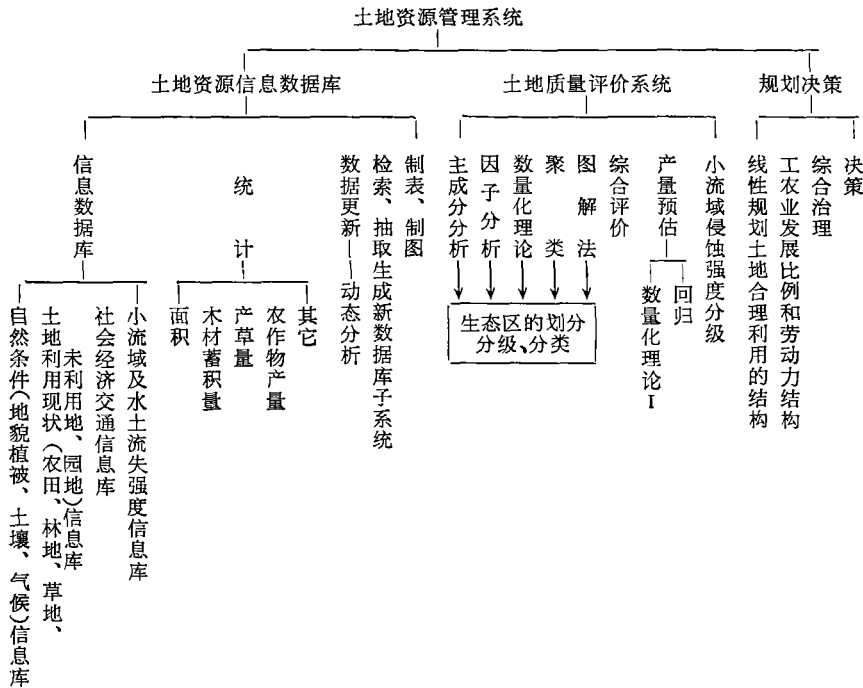 土地资源管理系统
土地资源信息数据库
土地质量评价系统
规划决策
信息数据库
统计
数据更新—动态分析
检索、抽取生成新数据库子系统
制表、制图
主成分分析
因子分析
数量化理论
聚类
图解法
综合评价
产量预估
小流域侵蚀强度分级
线性规划土地合理利用的结构
工农业发展比例和劳动力结构
综合治理
决策
自然条件(地貌植被、土壤、气候)信息库
土地利用现状(农田、林地、草地、
未利用地、园地)信息库
社会经济交通信息库
小流域及水土流失强度信息库
面积
木材蓄积量
产草量
农作物产量
其它
生态区的划分
分级、分类
数量化理论I
回归